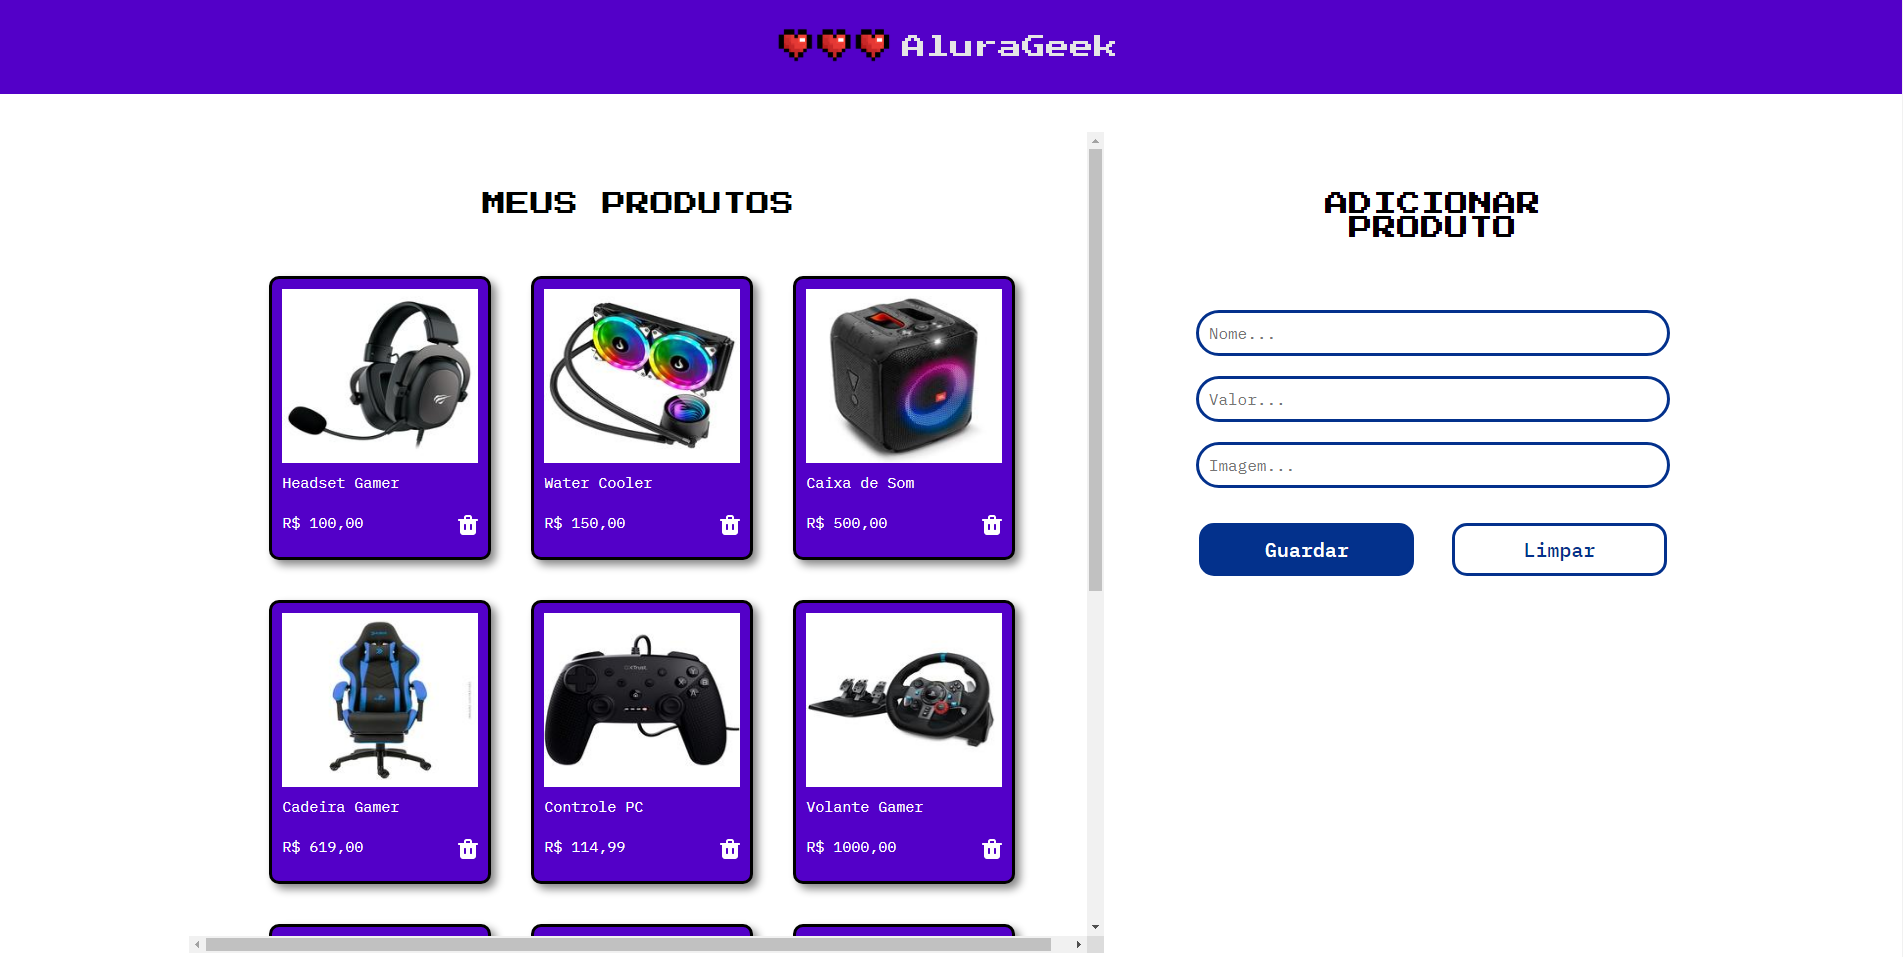 AluraGeek
MEUS PRODUTOS
Headset Gamer
R$ 100,00
Water Cooler
R$ 150,00
Caixa de Som
R$ 500,00
Cadeira Gamer
R$ 619,00
Controle PC
R$ 114,99
Volante Gamer
R$ 1000,00
ADICIONAR
PRODUTO
Nome...
Valor...
Imagem...
Guardar
Limpar